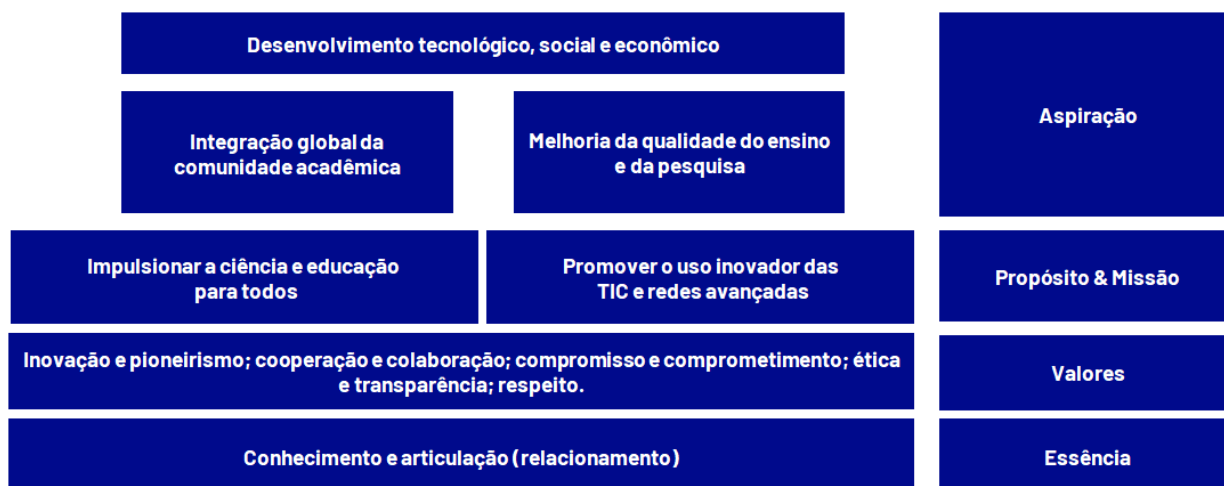 Desenvolvimento tecnológico, social e econômico
Aspiração
Integração global da
comunidade acadêmica
Melhoria da qualidade do ensino
e da pesquisa
Impulsionar a ciência e educação
para todos
Promover o uso inovador das
TIC e redes avançadas
Propósito & Missão
Inovação e pioneirismo; cooperação e colaboração; compromisso e comprometimento; ética
e transparência; respeito.
Valores
Conhecimento e articulação (relacionamento)
Essência